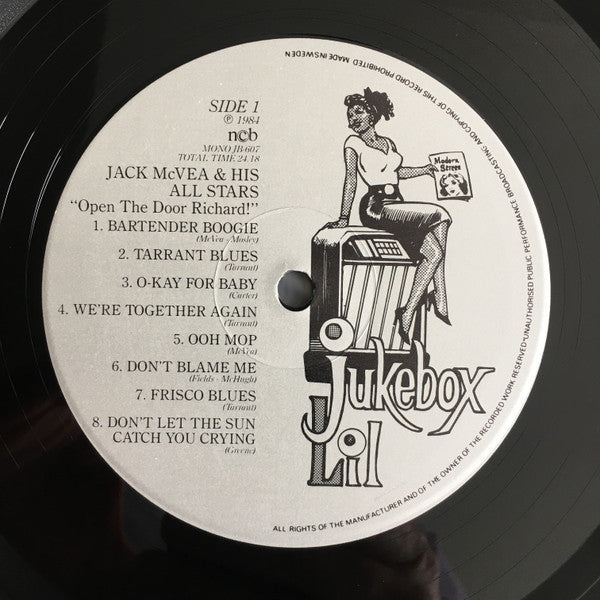 SIDE 1
℗ 1984
ncb
MONO JB-607
TOTAL TIME 24.18
JACK McVEA & HIS
ALL STARS
"Open The Door Richard!"
1. BARTENDER BOOGIE
(McVea - Mosley)
2. TARRANT BLUES
(Tarrant)
3. O-KAY FOR BABY
(Carter)
4. WE'RE TOGETHER AGAIN
(Tarrant)
5. OOH MOP
(McVea)
6. DON'T BLAME ME
(Fields - McHugh)
7. FRISCO BLUES
(Tarrant)
8. DON'T LET THE SUN
CATCH YOU CRYING
(Greene)
Modern
Screen
Jukebox
Lil
ALL RIGHTS OF THE MANUFACTURER AND OF THE OWNER OF THE RECORDED WORK RESERVED·UNAUTHORISED PUBLIC PERFORMANCE BROADCASTING AND COPYING OF THIS RECORD PROHIBITED MADE IN SWEDEN